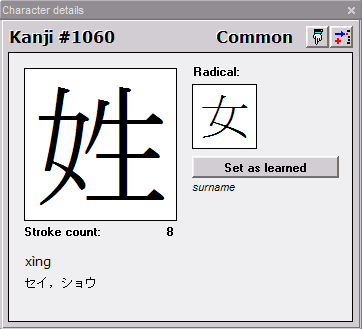 Character details
Kanji #1060 Common
姓
Radical:
女
Set as learned
surname
Stroke count: 8
xìng
セイ，ショウ